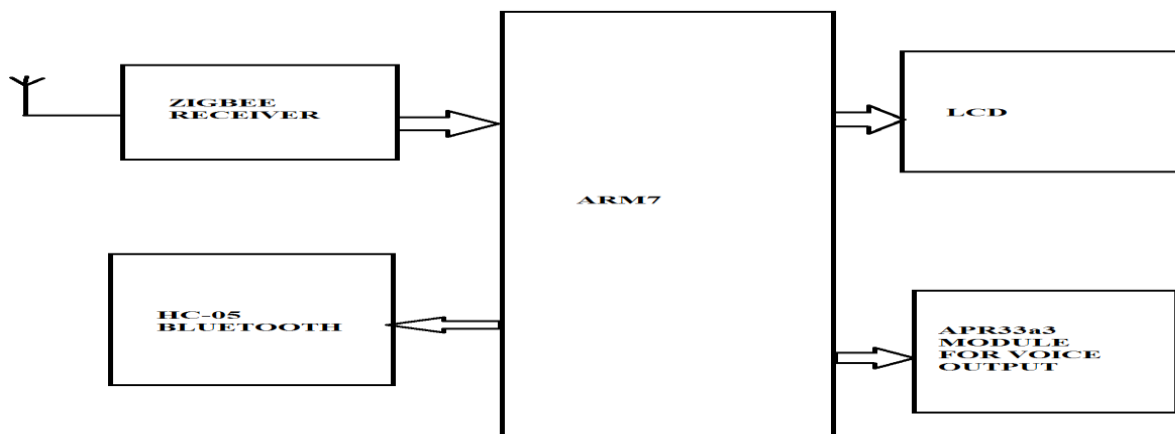 ZIGBEE
RECEIVER
LCD
ARM7
HC-05
BLUETOOTH
APR33a3
MODULE
FOR VOICE
OUTPUT